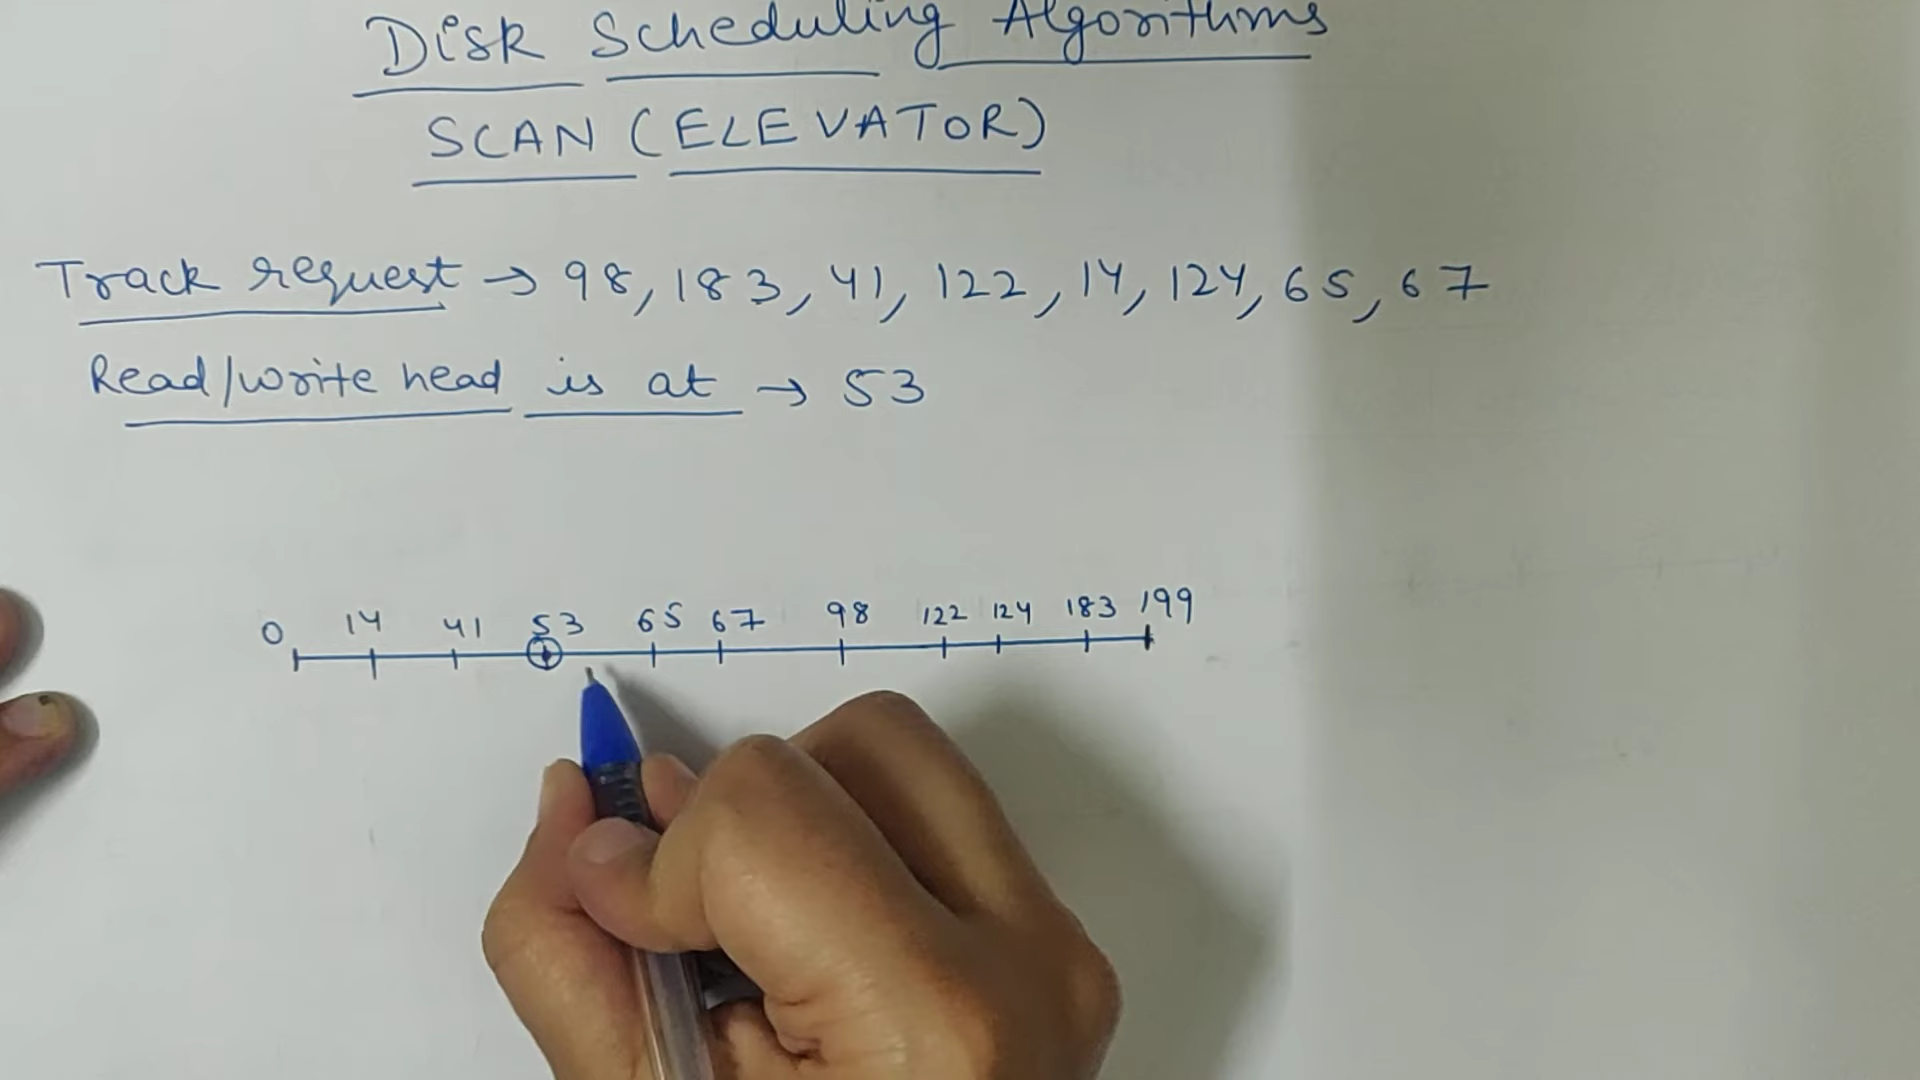 Disk Scheduling Algorithms
SCAN (ELEVATOR)
Track request → 98, 183, 41, 122, 14, 124, 65, 67
Read/write head is at → 53
0 14 41 53 65 67 98 122 124 183 199